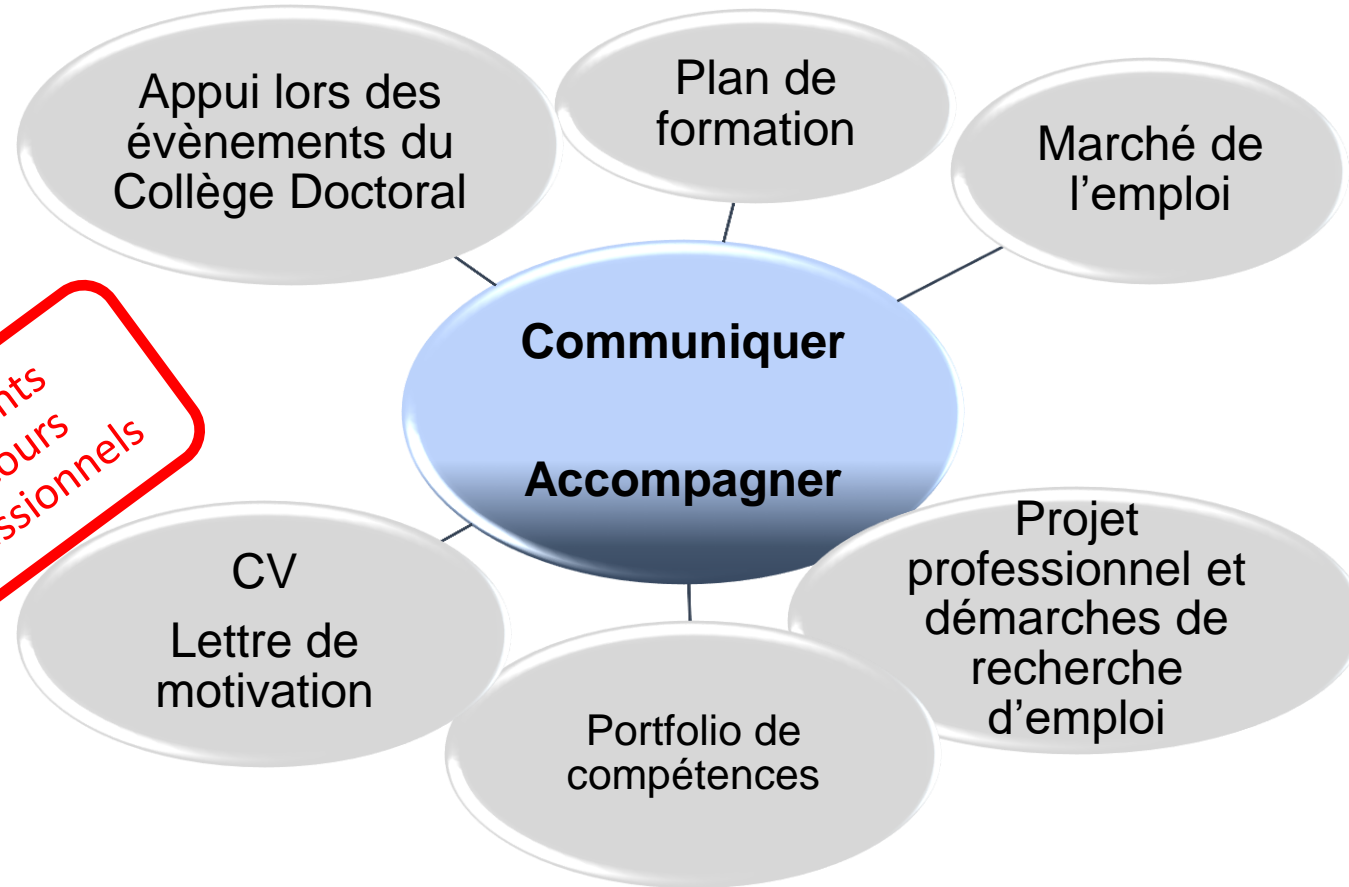 Appui lors des
évènements du
Collège Doctoral
Plan de
formation
Marché de
l’emploi
Communiquer
Accompagner
CV
Lettre de
motivation
Portfolio de
compétences
Projet
professionnel et
démarches de
recherche
d’emploi